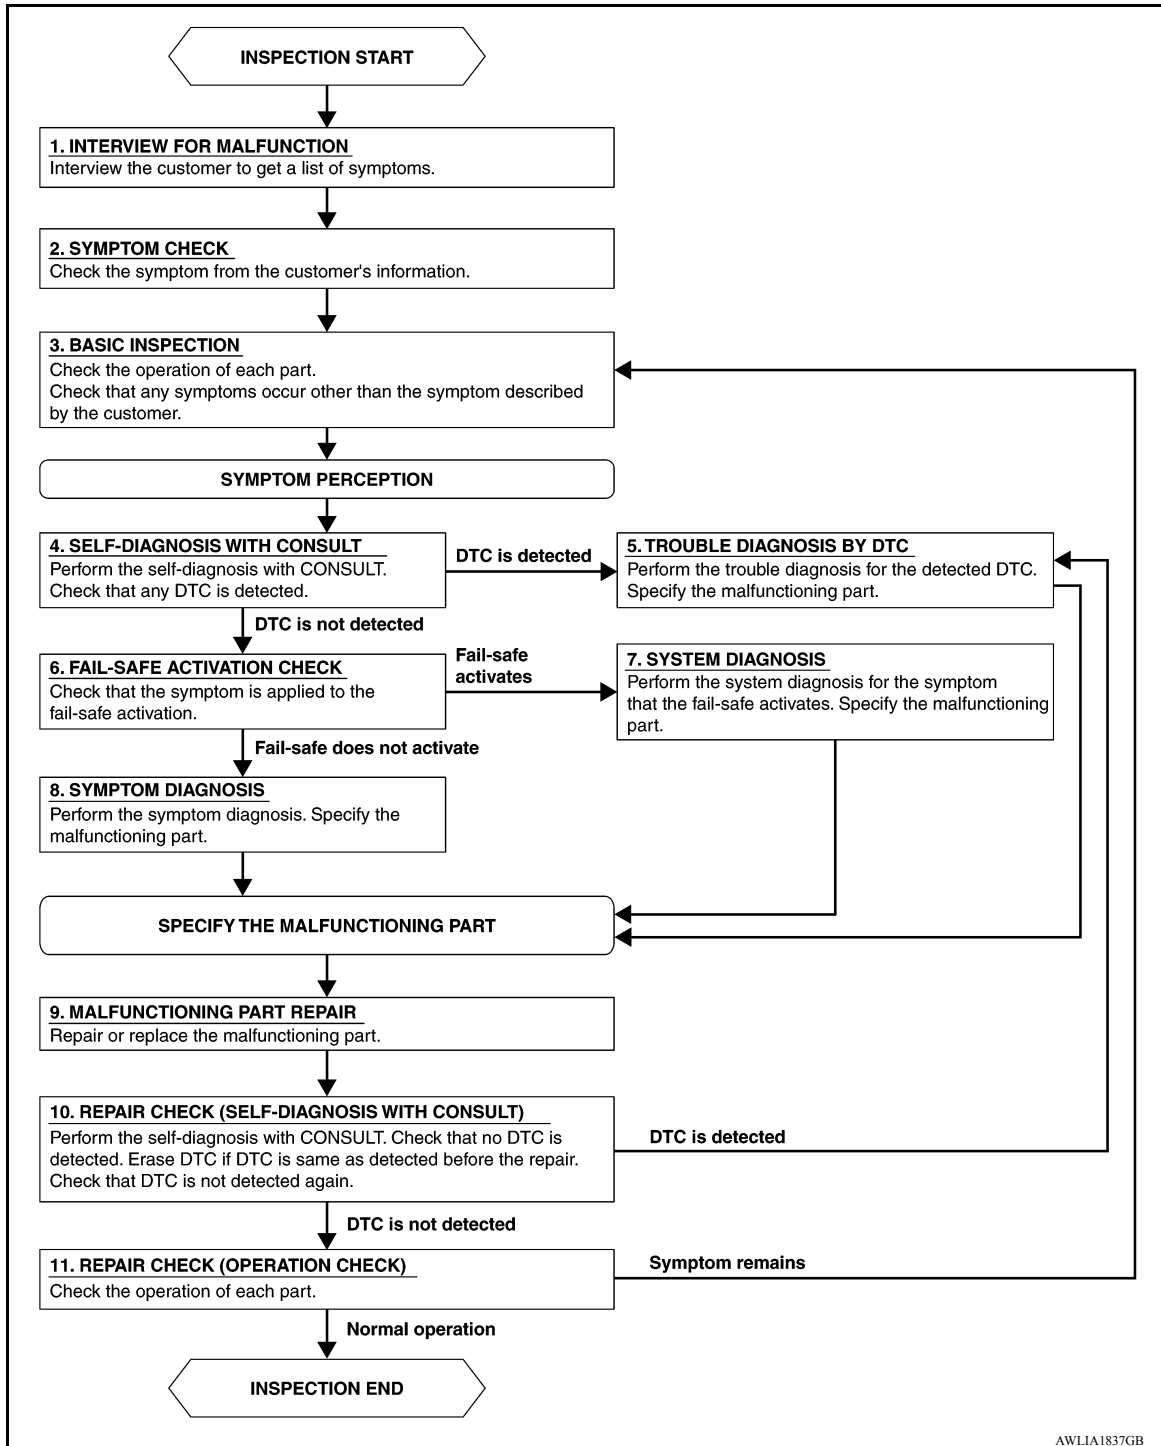 INSPECTION START
1. INTERVIEW FOR MALFUNCTION
Interview the customer to get a list of symptoms.
2. SYMPTOM CHECK
Check the symptom from the customer's information.
3. BASIC INSPECTION
Check the operation of each part.
Check that any symptoms occur other than the symptom described
by the customer.
SYMPTOM PERCEPTION
4. SELF-DIAGNOSIS WITH CONSULT
Perform the self-diagnosis with CONSULT.
Check that any DTC is detected.
DTC is detected
5. TROUBLE DIAGNOSIS BY DTC
Perform the trouble diagnosis for the detected DTC.
Specify the malfunctioning part.
DTC is not detected
6. FAIL-SAFE ACTIVATION CHECK
Check that the symptom is applied to the
fail-safe activation.
Fail-safe
activates
7. SYSTEM DIAGNOSIS
Perform the system diagnosis for the symptom
that the fail-safe activates. Specify the malfunctioning
part.
Fail-safe does not activate
8. SYMPTOM DIAGNOSIS
Perform the symptom diagnosis. Specify the
malfunctioning part.
SPECIFY THE MALFUNCTIONING PART
9. MALFUNCTIONING PART REPAIR
Repair or replace the malfunctioning part.
10. REPAIR CHECK (SELF-DIAGNOSIS WITH CONSULT)
Perform the self-diagnosis with CONSULT. Check that no DTC is
detected. Erase DTC if DTC is same as detected before the repair.
Check that DTC is not detected again.
DTC is detected
DTC is not detected
11. REPAIR CHECK (OPERATION CHECK)
Check the operation of each part.
Symptom remains
Normal operation
INSPECTION END
AWLIA1837GB